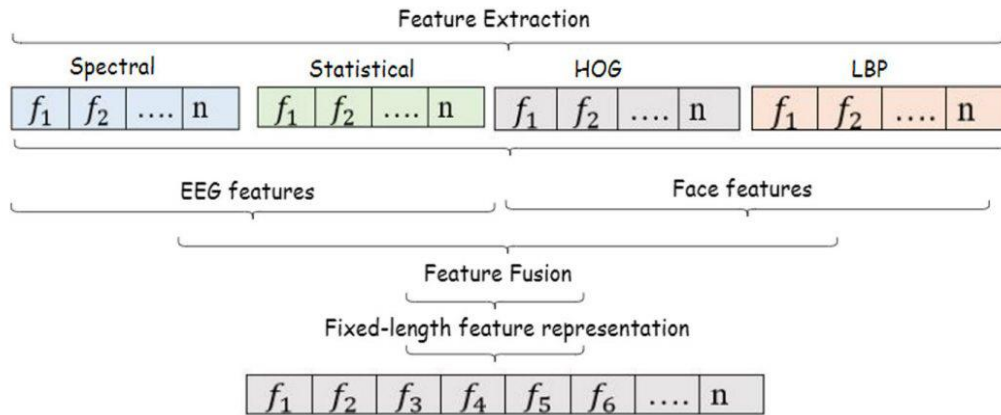 Feature Extraction
Spectral Statistical HOG LBP
f₁ f₂ .... n f₁ f₂ .... n f₁ f₂ .... n f₁ f₂ .... n
EEG features Face features
Feature Fusion
Fixed-length feature representation
f₁ f₂ f₃ f₄ f₅ f₆ .... n